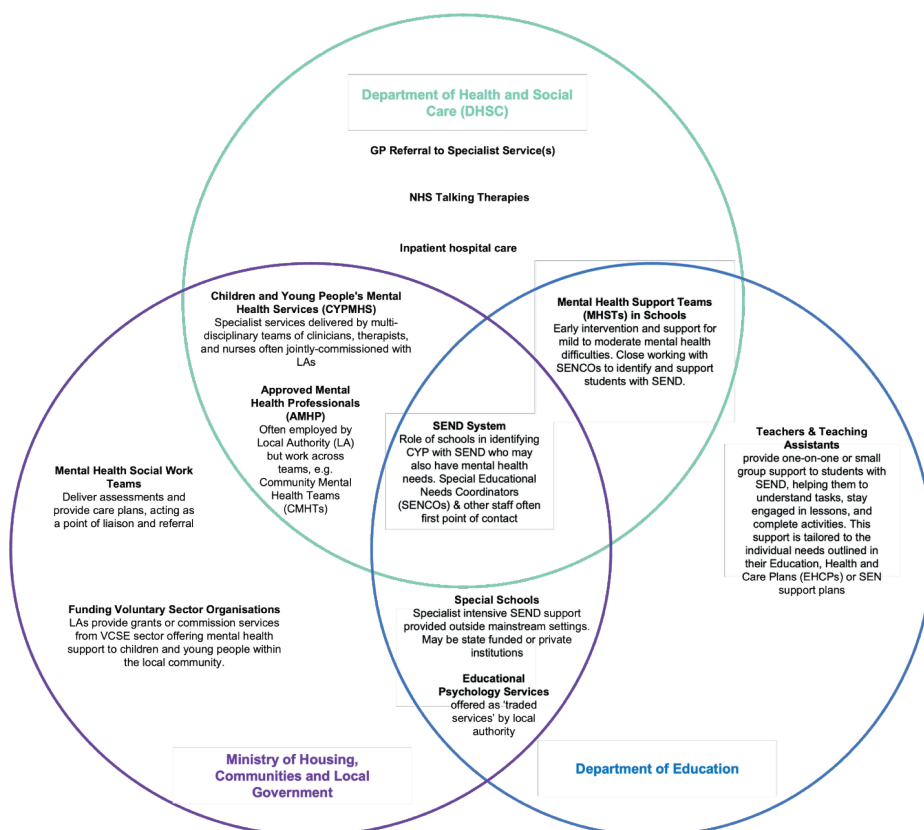 Department of Health and Social
Care (DHSC)
GP Referral to Specialist Service(s)
NHS Talking Therapies
Inpatient hospital care
Children and Young People's Mental
Health Services (CYPMHS)
Specialist services delivered by multi-
disciplinary teams of clinicians, therapists,
and nurses often jointly-commissioned with
LAs
Mental Health Support Teams
(MHSTs) in Schools
Early intervention and support for
mild to moderate mental health
difficulties. Close working with
SENCOs to identify and support
students with SEND.
Approved Mental
Health Professionals
(AMHP)
Often employed by
Local Authority (LA)
but work across
teams, e.g.
Community Mental
Health Teams
(CMHTs)
SEND System
Role of schools in identifying
CYP with SEND who may
also have mental health
needs. Special Educational
Needs Coordinators
(SENCOs) & other staff often
first point of contact
Teachers & Teaching
Assistants
provide one-on-one or small
group support to students with
SEND, helping them to
understand tasks, stay
engaged in lessons, and
complete activities. This
support is tailored to the
individual needs outlined in
their Education, Health and
Care Plans (EHCPs) or SEN
support plans
Mental Health Social Work
Teams
Deliver assessments and
provide care plans, acting as
a point of liaison and referral
Funding Voluntary Sector Organisations
LAs provide grants or commission services
from VCSE sector offering mental health
support to children and young people within
the local community.
Special Schools
Specialist intensive SEND support
provided outside mainstream settings.
May be state funded or private
institutions
Educational
Psychology Services
offered as 'traded
services' by local
authority
Ministry of Housing,
Communities and Local
Government
Department of Education